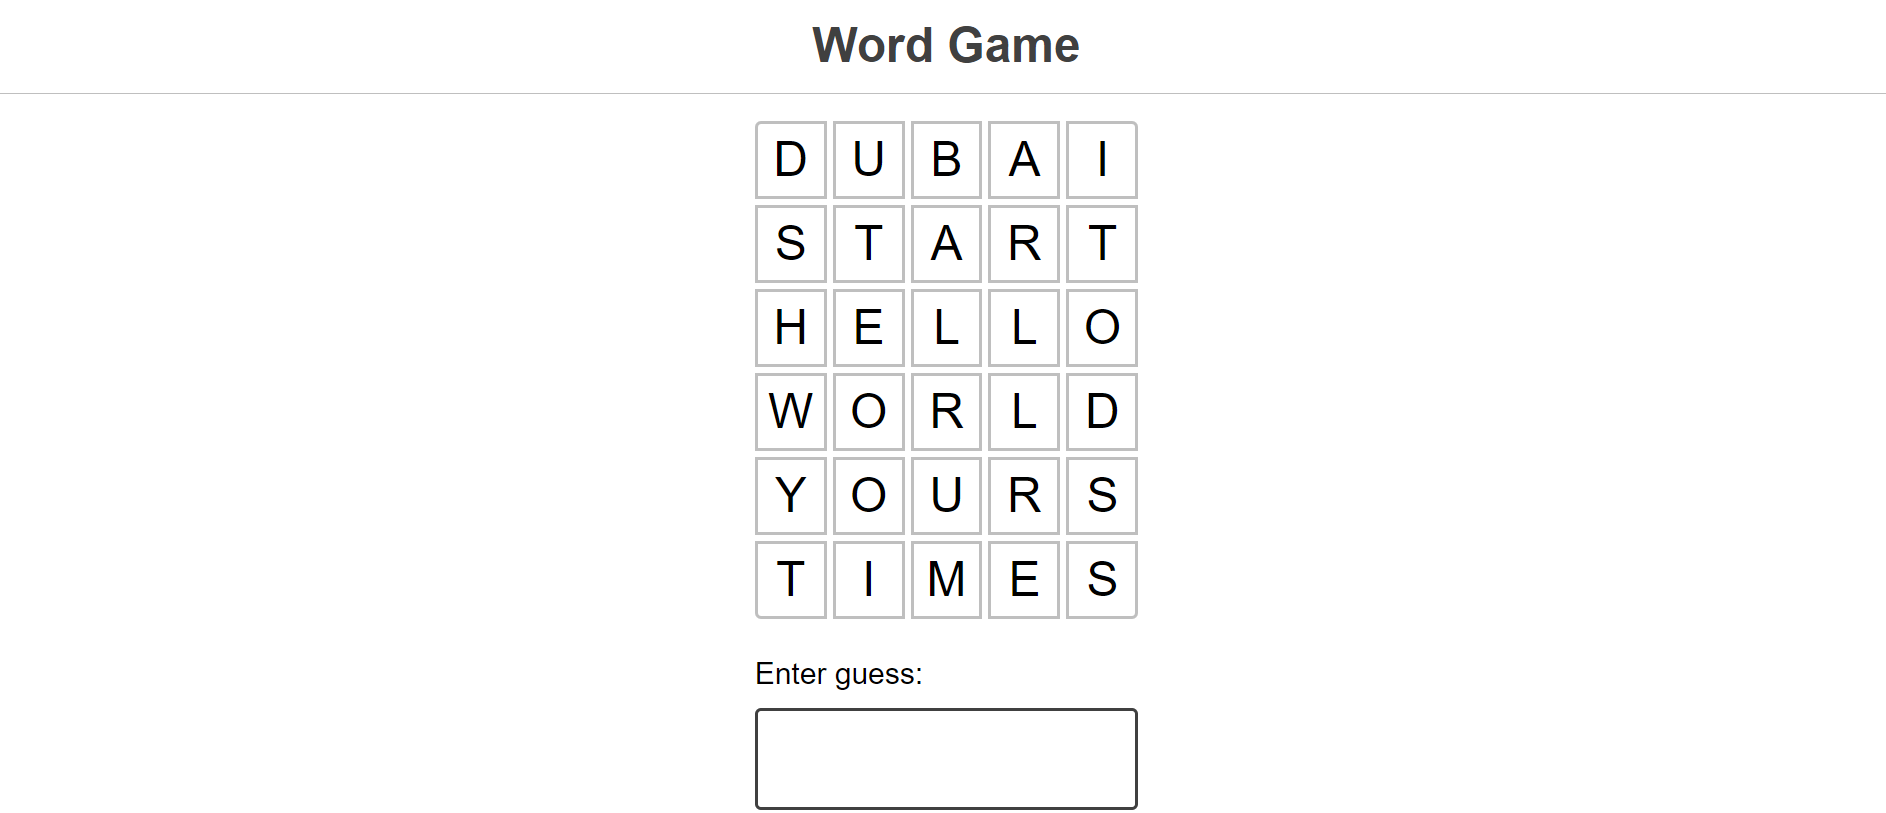 Word Game
D U B A I
S T A R T
H E L L O
W O R L D
Y O U R S
T I M E S
Enter guess: